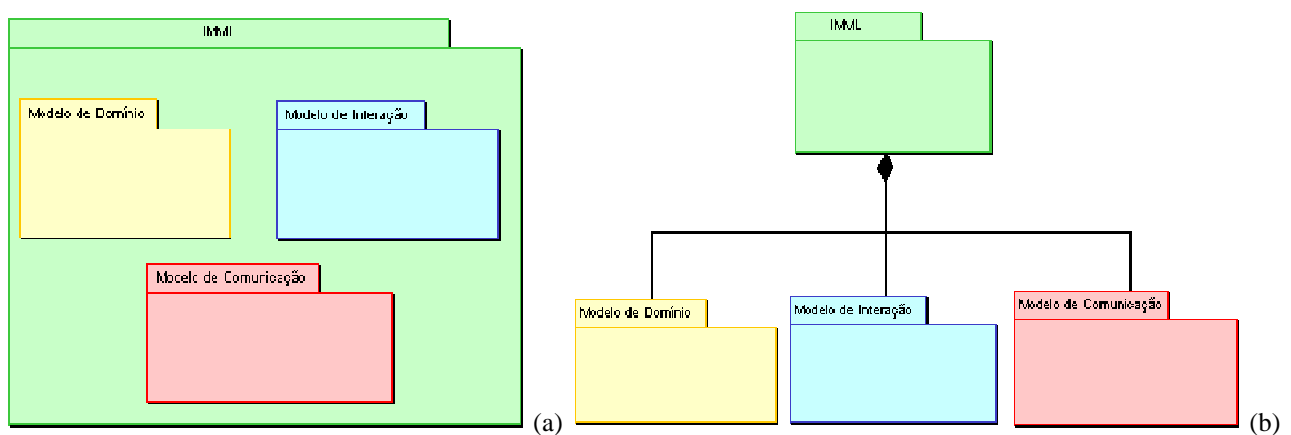 IMML
Modelo de Domínio
Modelo de Interação
Modelo de Comunicação
(a)
IMML
Modelo de Domínio
Modelo de Interação
Modelo de Comunicação
(b)